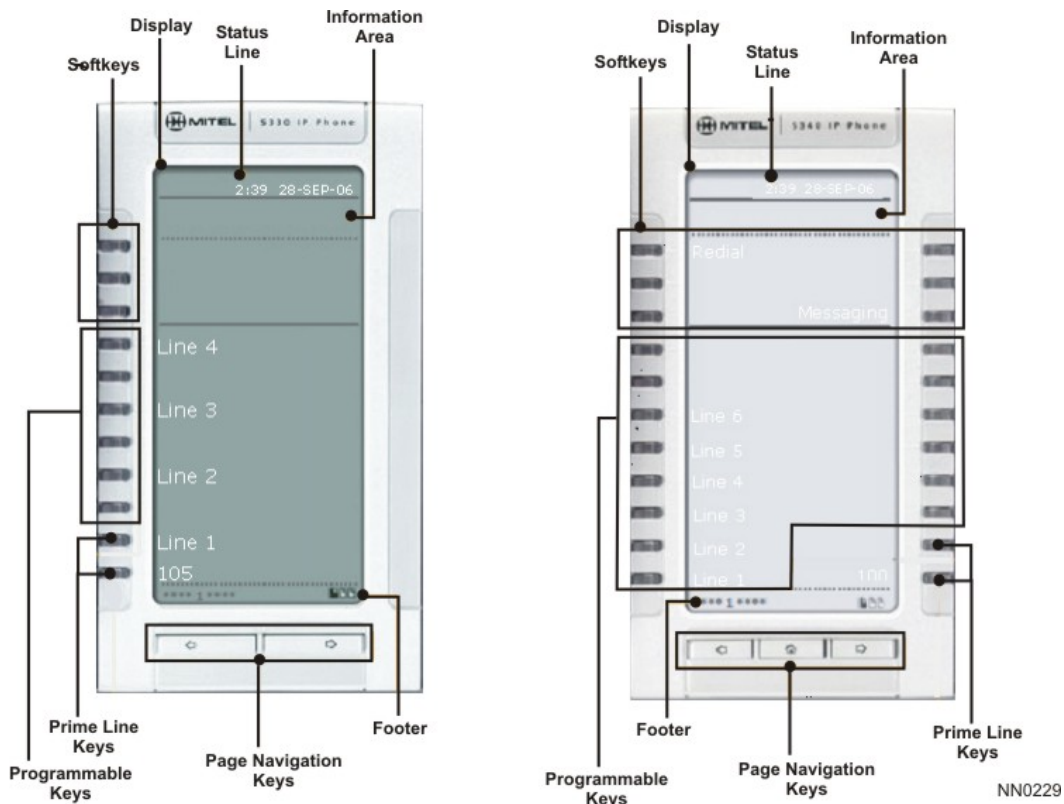 Display
Status
Line
Information
Area
Softkeys
MITEL 5330 IP Phone
2:39 28-SEP-06
Line 4
Line 3
Line 2
Line 1
105
1
Prime Line
Keys
Programmable
Keys
Page Navigation
Keys
Footer
Display
Status
Line
Information
Area
Softkeys
MITEL 5340 IP Phone
2:39 28-SEP-06
Redial
Messaging
Line 6
Line 5
Line 4
Line 3
Line 2
Line 1 100
1
Footer
Programmable
Keys
Page Navigation
Keys
Prime Line
Keys
NN0229